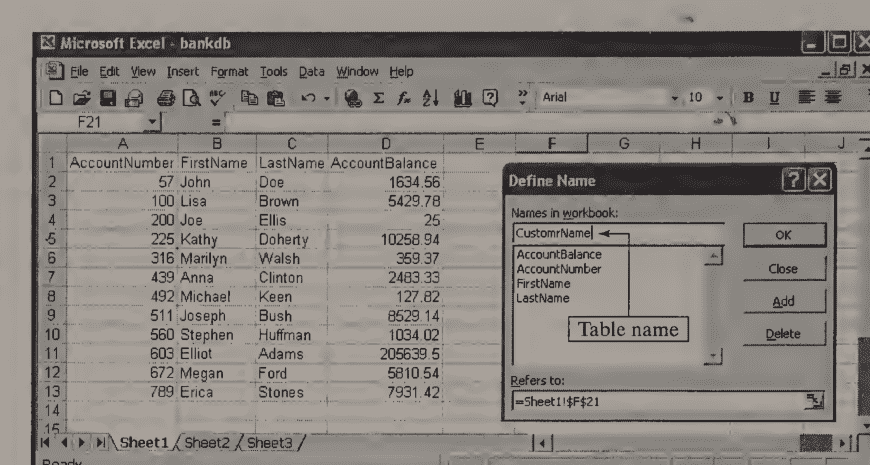 Microsoft Excel - bankdb
File Edit View Insert Format Tools Data Window Help
Arial 10 B U
F21 =
A B C D E F G H I J
1 AccountNumber FirstName LastName AccountBalance
2 57 John Doe 1634.56
3 100 Lisa Brown 5429.78
4 200 Joe Ellis 25
5 225 Kathy Doherty 10258.94
6 316 Marilyn Walsh 359.37
7 439 Anna Clinton 2483.33
8 492 Michael Keen 127.82
9 511 Joseph Bush 8529.14
10 560 Stephen Huffman 1034.02
11 603 Elliot Adams 205639.5
12 672 Megan Ford 5810.54
13 789 Erica Stones 7931.42
14
15
Sheet1 Sheet2 Sheet3
Ready
Define Name
Names in workbook:
CustomrName
OK
AccountBalance
AccountNumber
FirstName
LastName
Close
Add
Delete
Table name
Refers to:
=Sheet1!$F$21